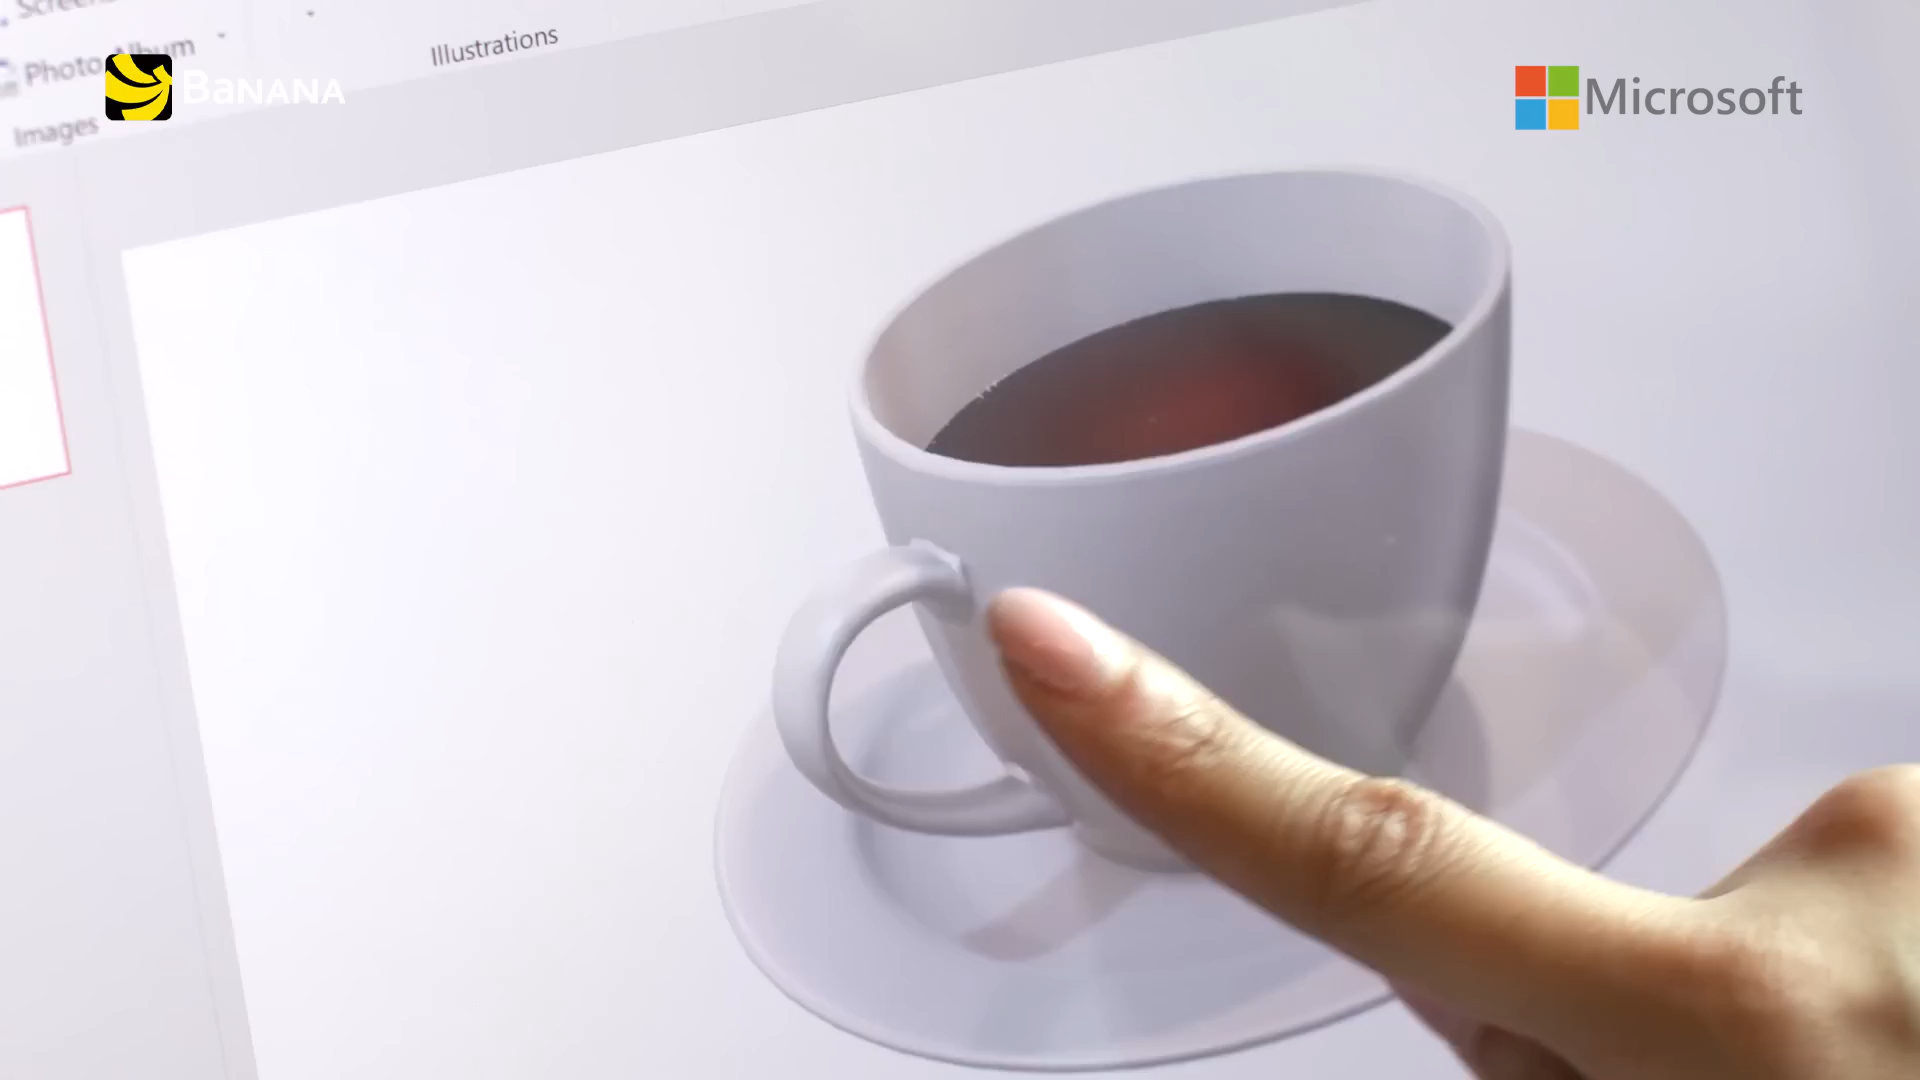 Photo Album
Illustrations
BaNANA
Microsoft
Images